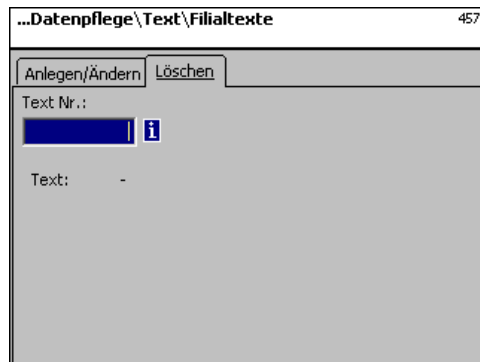 ...Datenpflege\Text\Filialtexte 457
Anlegen/Ändern Löschen
Text Nr.:
i
Text: -